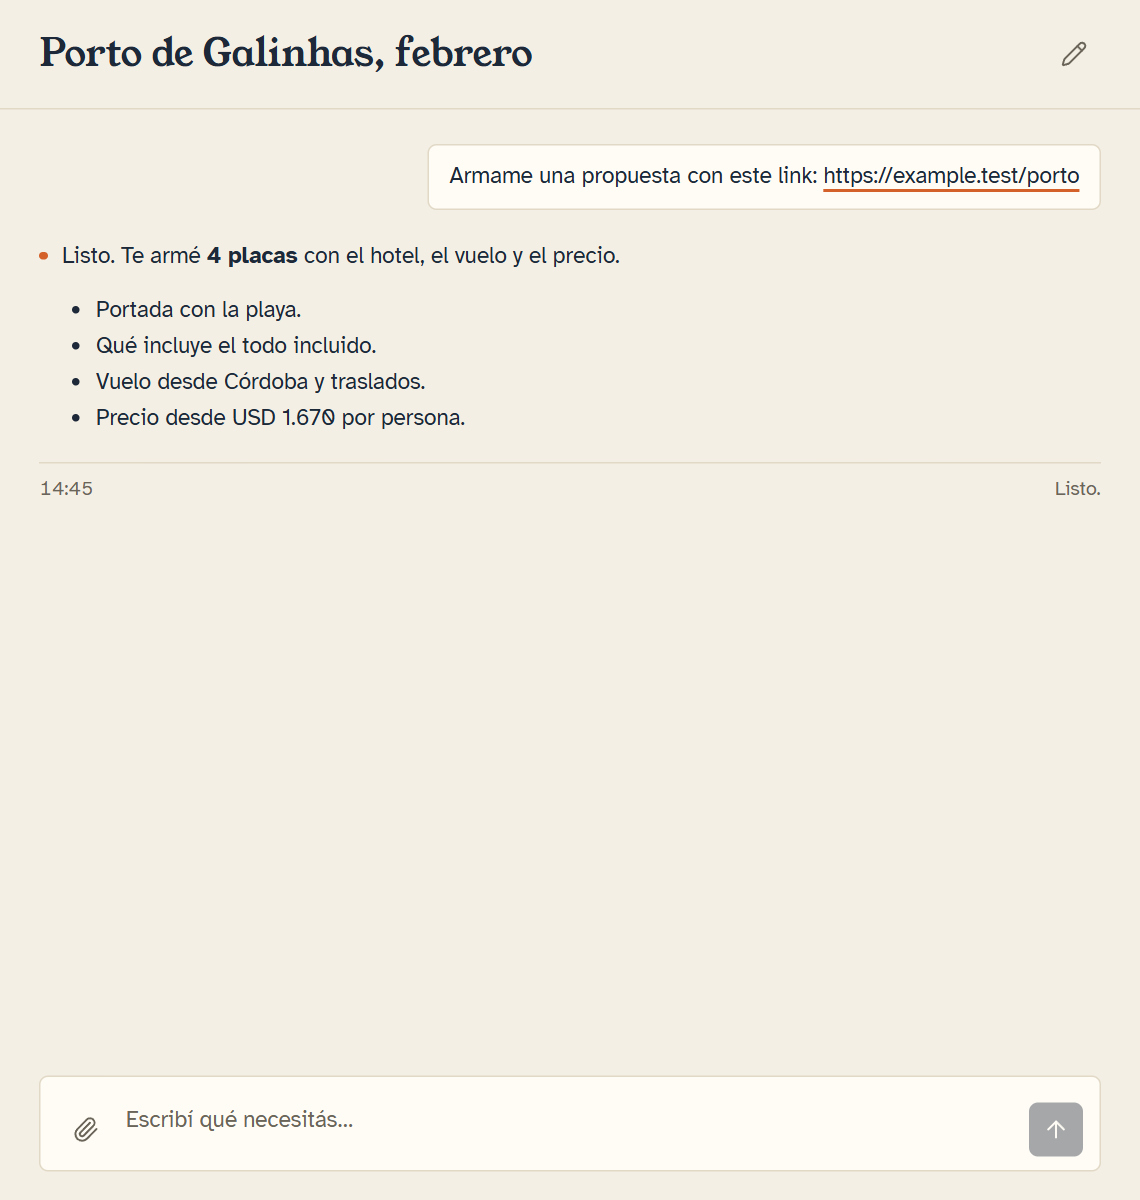 Porto de Galinhas, febrero
Armame una propuesta con este link: https://example.test/porto
Listo. Te armé 4 placas con el hotel, el vuelo y el precio.
Portada con la playa.
Qué incluye el todo incluido.
Vuelo desde Córdoba y traslados.
Precio desde USD 1.670 por persona.
14:45
Listo.
Escribí qué necesitás...